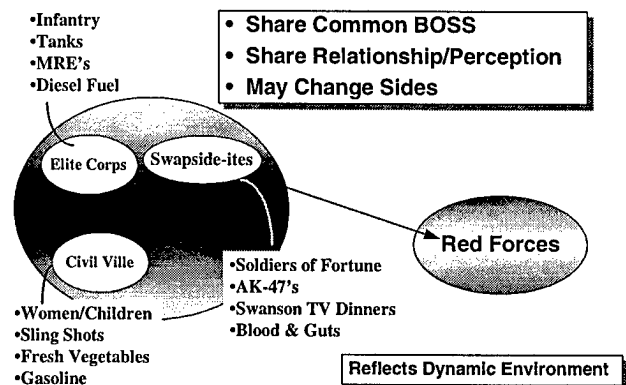 •Infantry
•Tanks
•MRE's
•Diesel Fuel
• Share Common BOSS
• Share Relationship/Perception
• May Change Sides
Elite Corps
Swapside-ites
Civil Ville
Red Forces
•Soldiers of Fortune
•AK-47's
•Swanson TV Dinners
•Blood & Guts
•Women/Children
•Sling Shots
•Fresh Vegetables
•Gasoline
Reflects Dynamic Environment